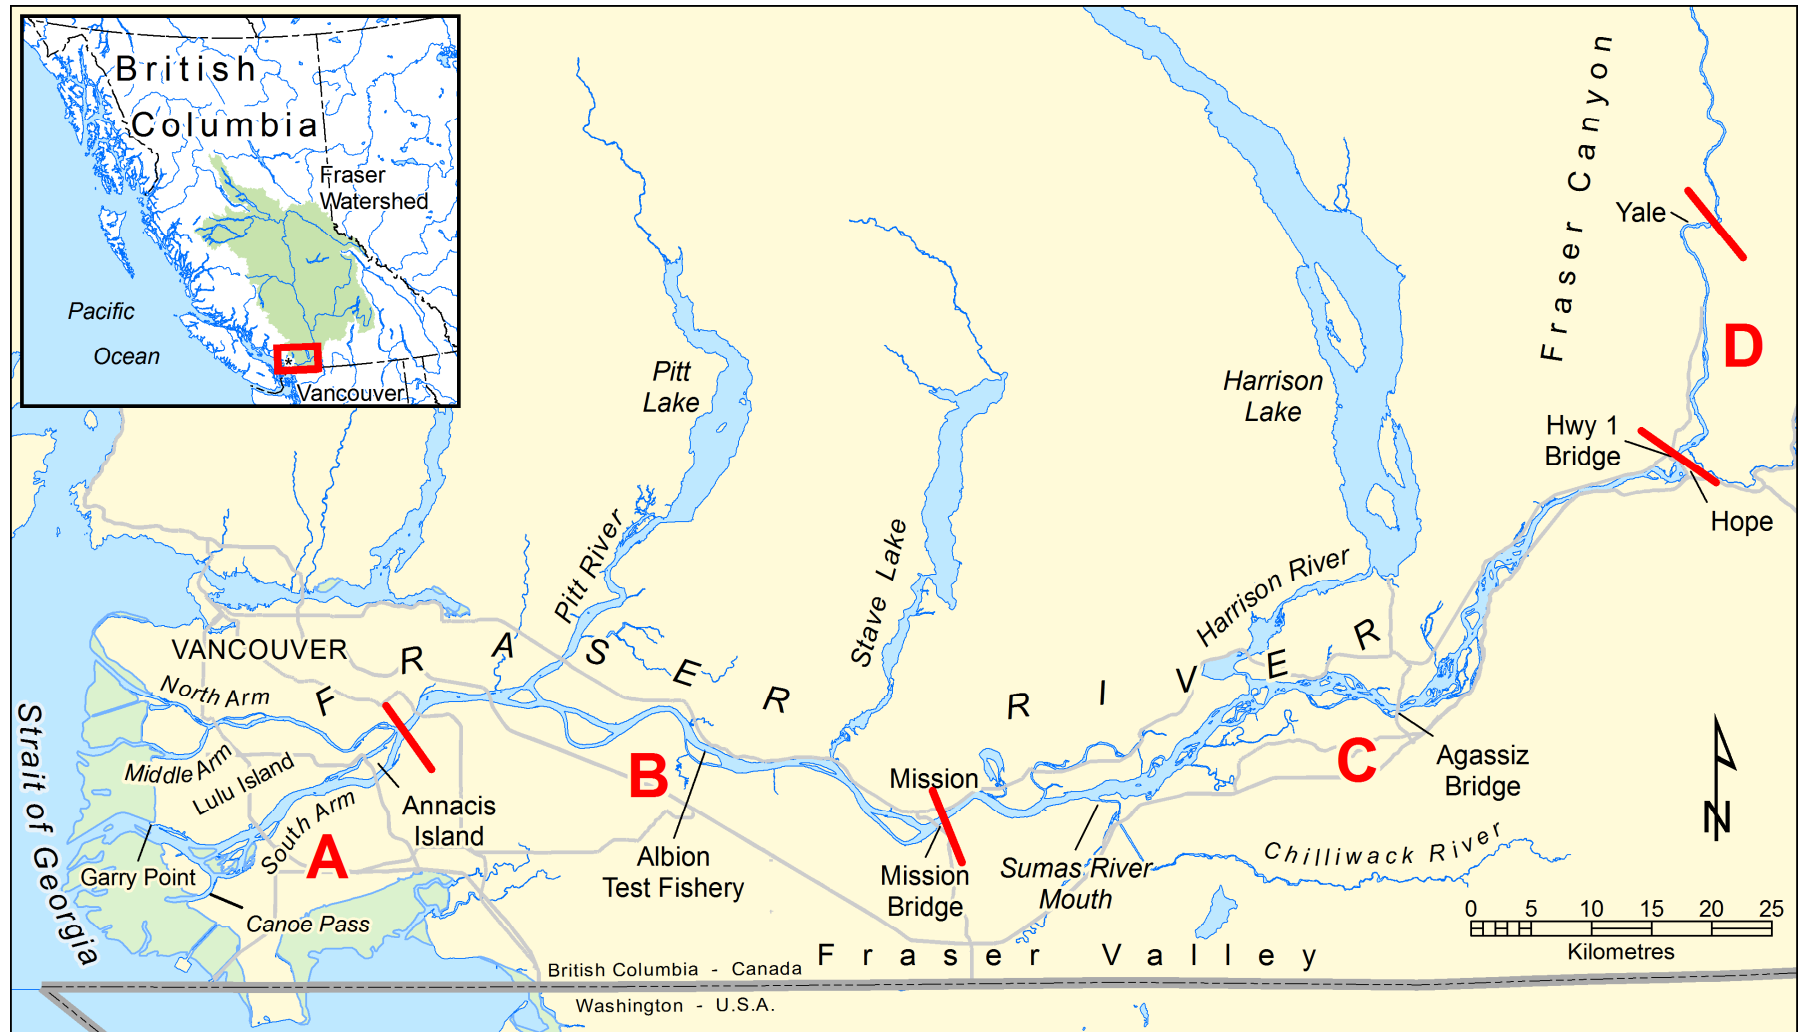 British
Columbia
Fraser
Watershed
Pacific
Ocean
*
Vancouver
Fraser Canyon
Yale
D
Hwy 1
Bridge
Hope
Pitt
Lake
Harrison
Lake
Pitt River
Stave Lake
Harrison River
VANCOUVER
FRASER RIVER
North Arm
Middle Arm
Lulu Island
South Arm
Annacis
Island
A
B
C
Garry Point
Canoe Pass
Strait of Georgia
Albion
Test Fishery
Mission
Mission
Bridge
Sumas River
Mouth
Agassiz
Bridge
Chilliwack River
N
0 5 10 15 20 25
Kilometres
Fraser Valley
British Columbia - Canada
Washington - U.S.A.